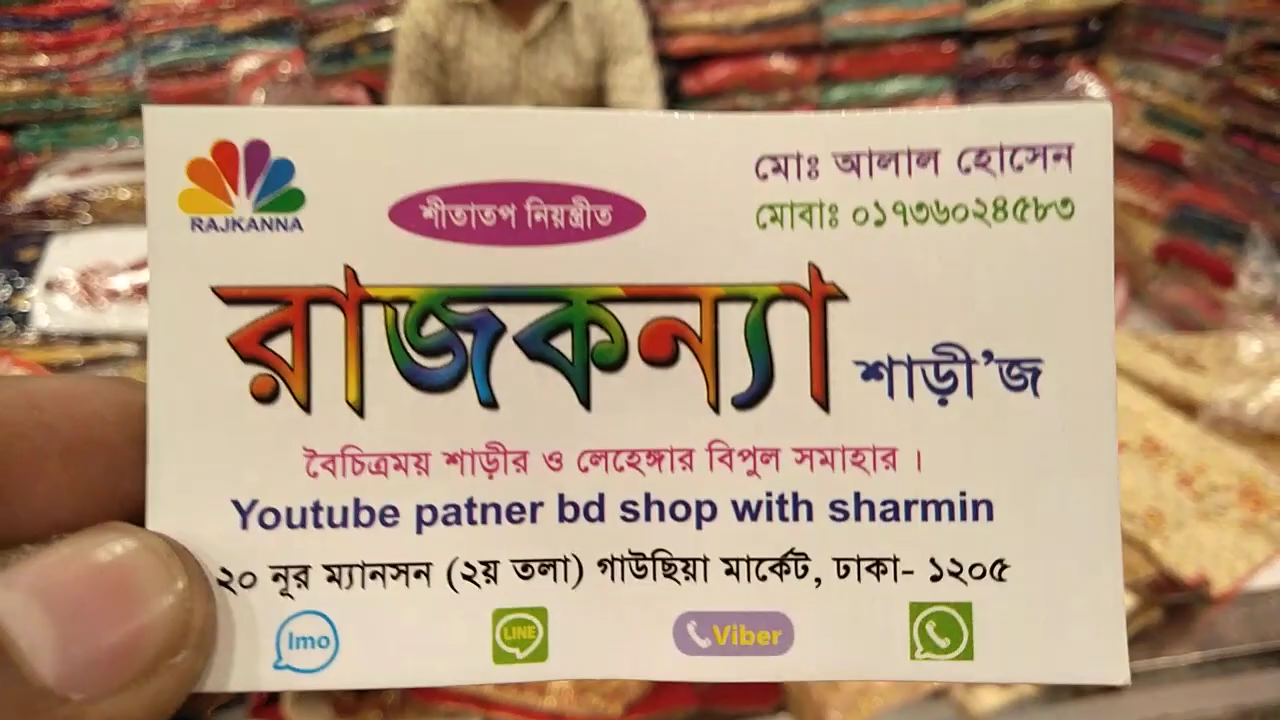 RAJKANNA
শীতাতপ নিয়ন্ত্রীত
মোঃ আলাল হোসেন
মোবাঃ ০১৭৩৬০২৪৫৮৩
রাজকন্যা শাড়ী’জ
বৈচিত্রময় শাড়ীর ও লেহেঙ্গার বিপুল সমাহার ।
Youtube patner bd shop with sharmin
২০ নূর ম্যানসন (২য় তলা) গাউছিয়া মার্কেট, ঢাকা- ১২০৫
Imo LINE Viber